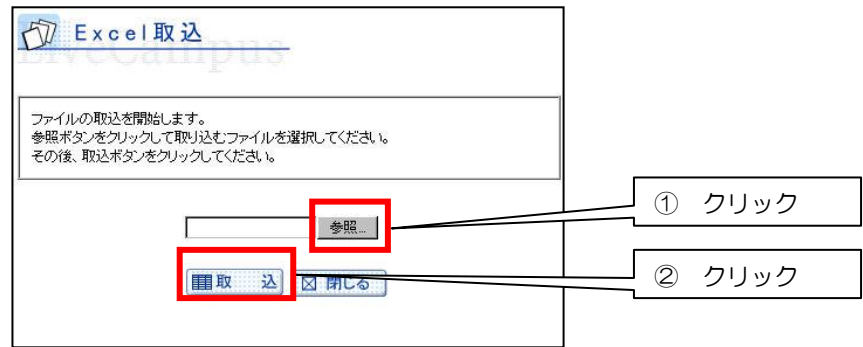 Excel取込
LiveCampus
ファイルの取込を開始します。
参照ボタンをクリックして取り込むファイルを選択してください。
その後、取込ボタンをクリックしてください。
参照...
① クリック
取 込
閉じる
② クリック